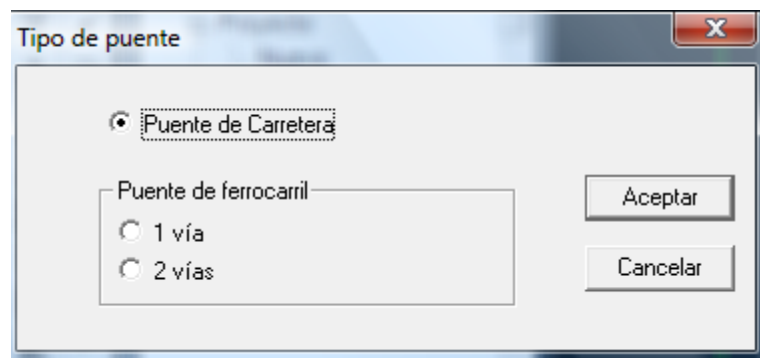 Tipo de puente
Puente de Carretera
Puente de ferrocarril
1 vía
2 vías
Aceptar
Cancelar